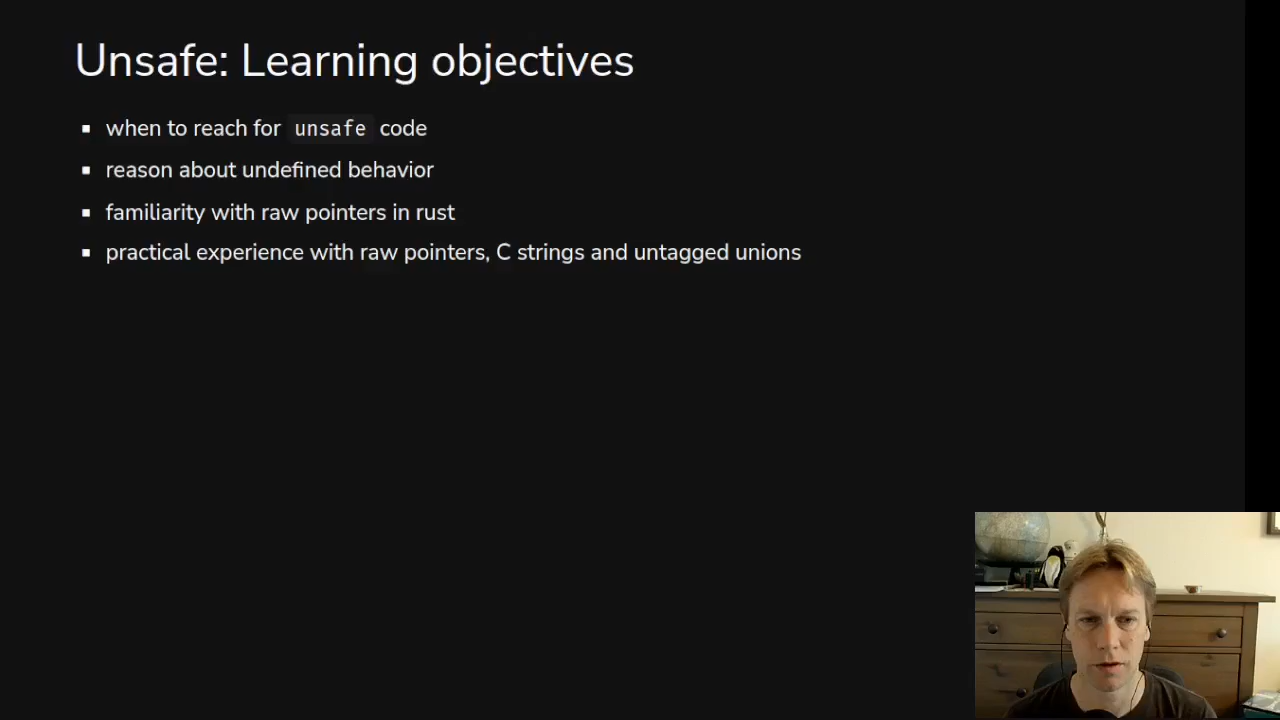 Unsafe: Learning objectives
when to reach for unsafe code
reason about undefined behavior
familiarity with raw pointers in rust
practical experience with raw pointers, C strings and untagged unions